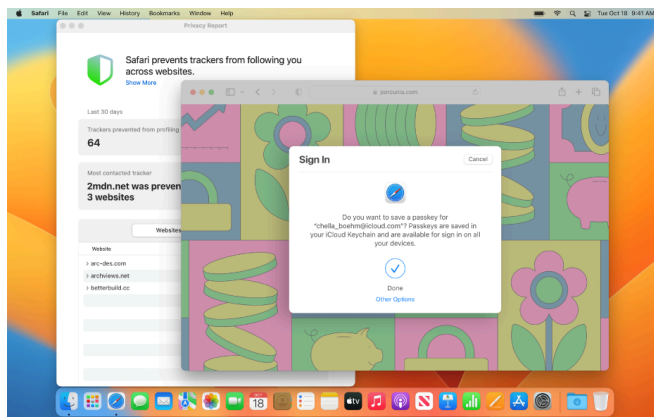 Safari File Edit View History Bookmarks Window Help
Tue Oct 18 9:41 AM
Privacy Report
Safari prevents trackers from following you
across websites.
Show More
Last 30 days
Trackers prevented from profiling
64
Most contacted tracker
2mdn.net was preven
3 websites
Websites
Website
arc-des.com
archviews.net
betterbuild.cc
porcuria.com
Sign In
Cancel
Do you want to save a passkey for
"chella_boehm@icloud.com"? Passkeys are saved in
your iCloud Keychain and are available for sign in on all
your devices.
Done
Other Options
18
tv